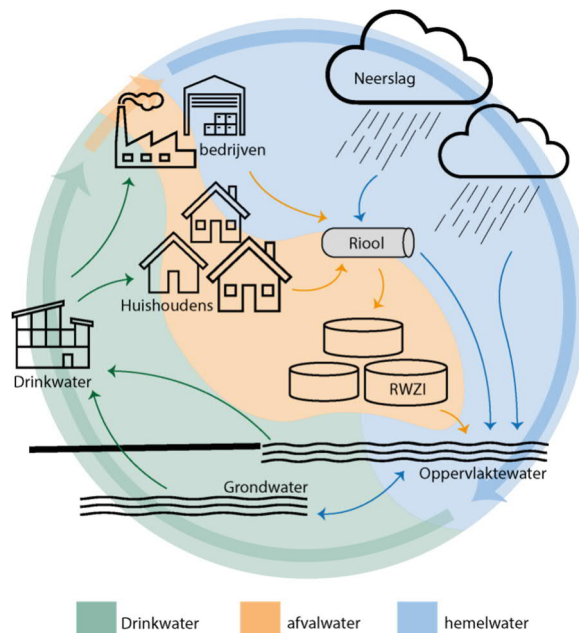 Neerslag
bedrijven
Riool
Huishoudens
Drinkwater
RWZI
Oppervlaktewater
Grondwater
Drinkwater
afvalwater
hemelwater